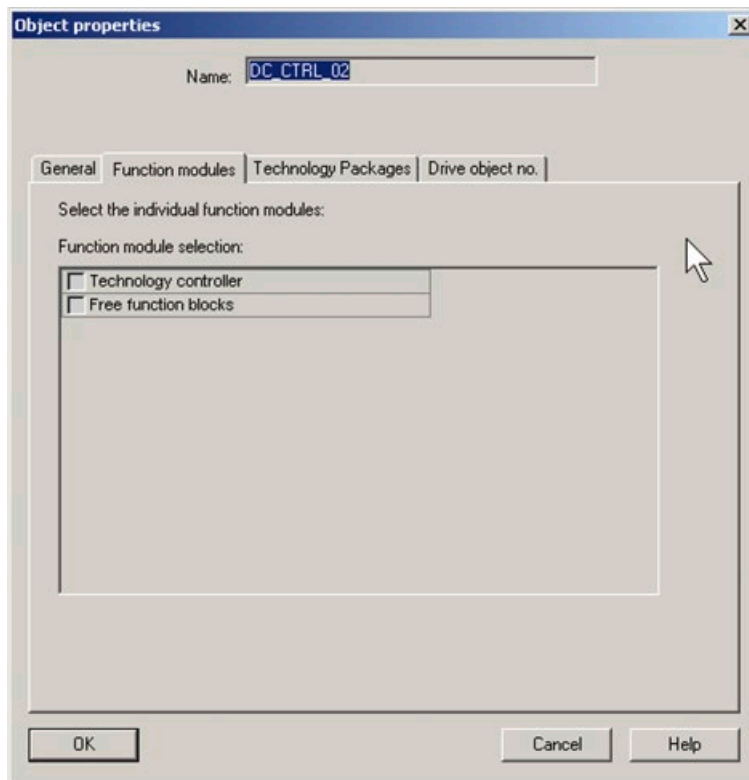 Object properties
Name: DC_CTRL_02
General Function modules Technology Packages Drive object no.
Select the individual function modules:
Function module selection:
Technology controller
Free function blocks
OK Cancel Help